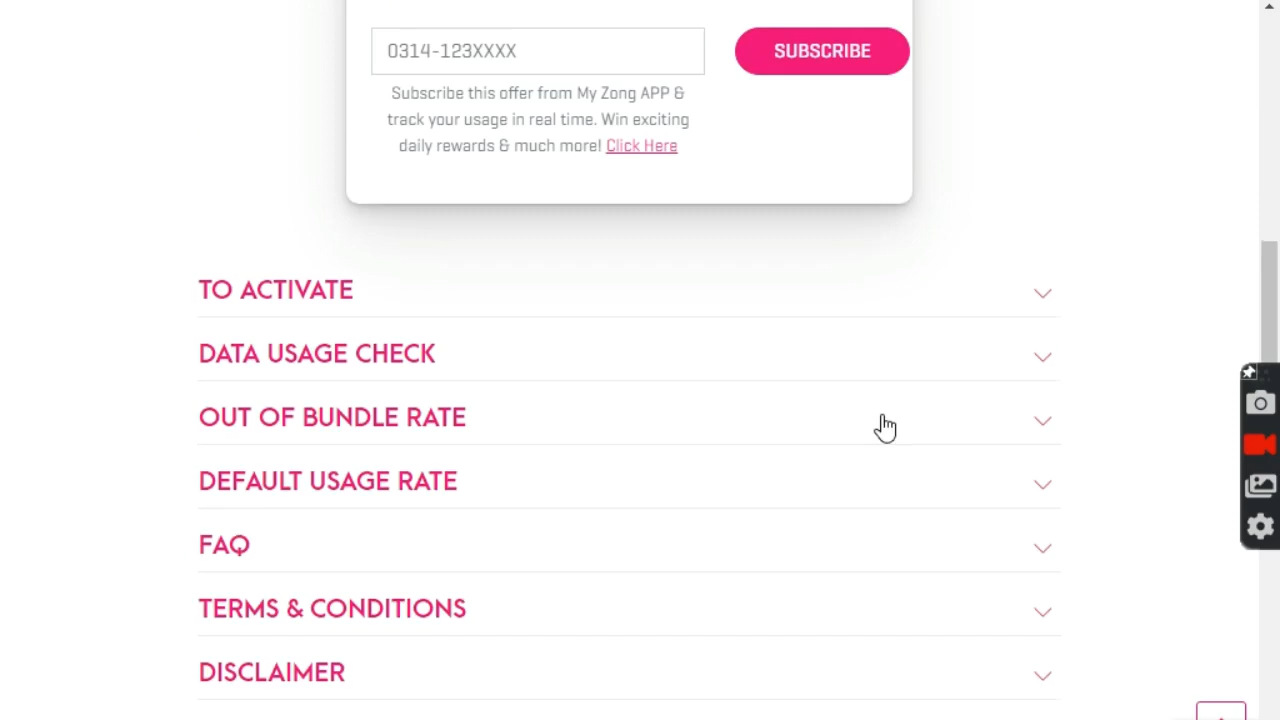 0314-123XXXX
SUBSCRIBE
Subscribe this offer from My Zong APP &
track your usage in real time. Win exciting
daily rewards & much more! Click Here
TO ACTIVATE
DATA USAGE CHECK
OUT OF BUNDLE RATE
DEFAULT USAGE RATE
FAQ
TERMS & CONDITIONS
DISCLAIMER